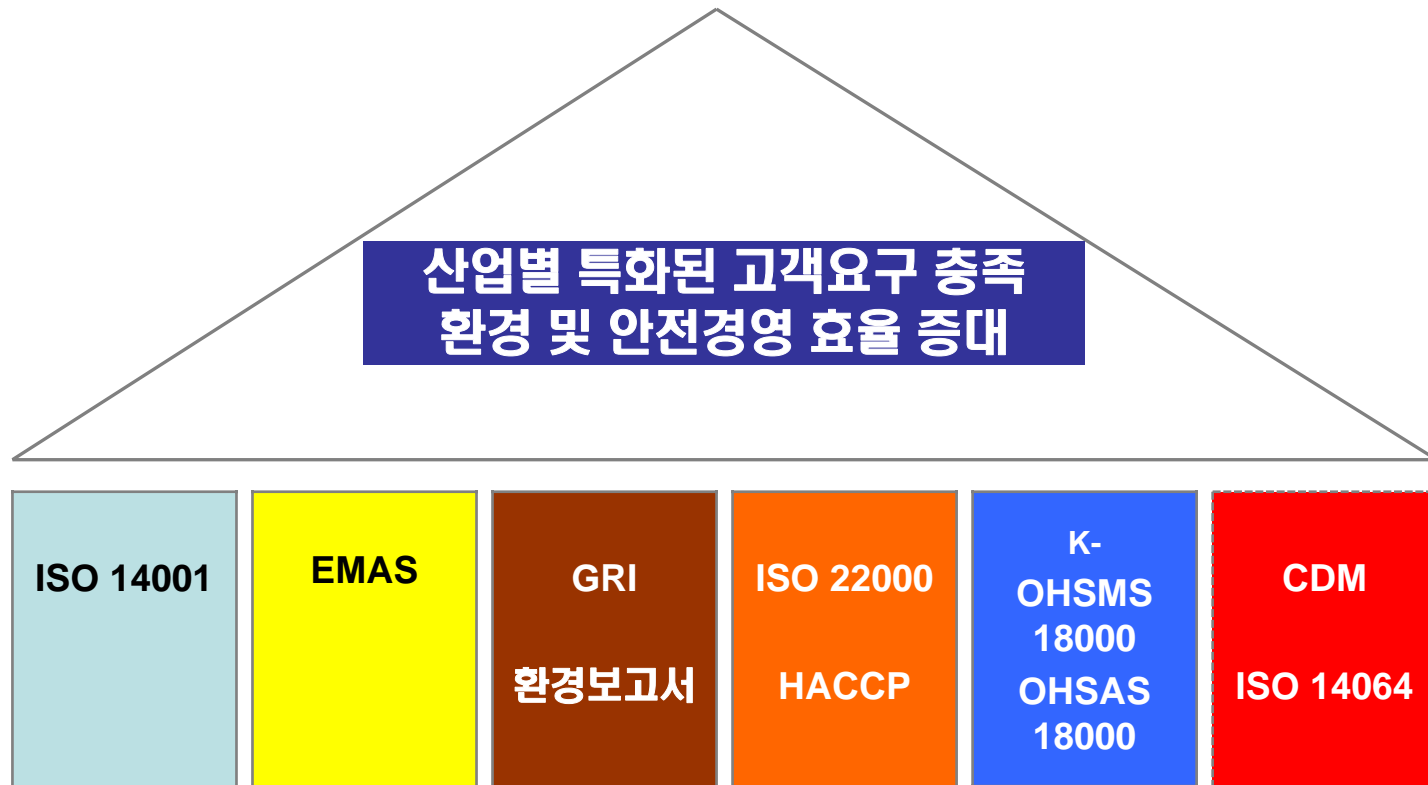 산업별 특화된 고객요구 충족
환경 및 안전경영 효율 증대
ISO 14001
EMAS
GRI
환경보고서
ISO 22000
HACCP
K-
OHSMS
18000
OHSAS
18000
CDM
ISO 14064